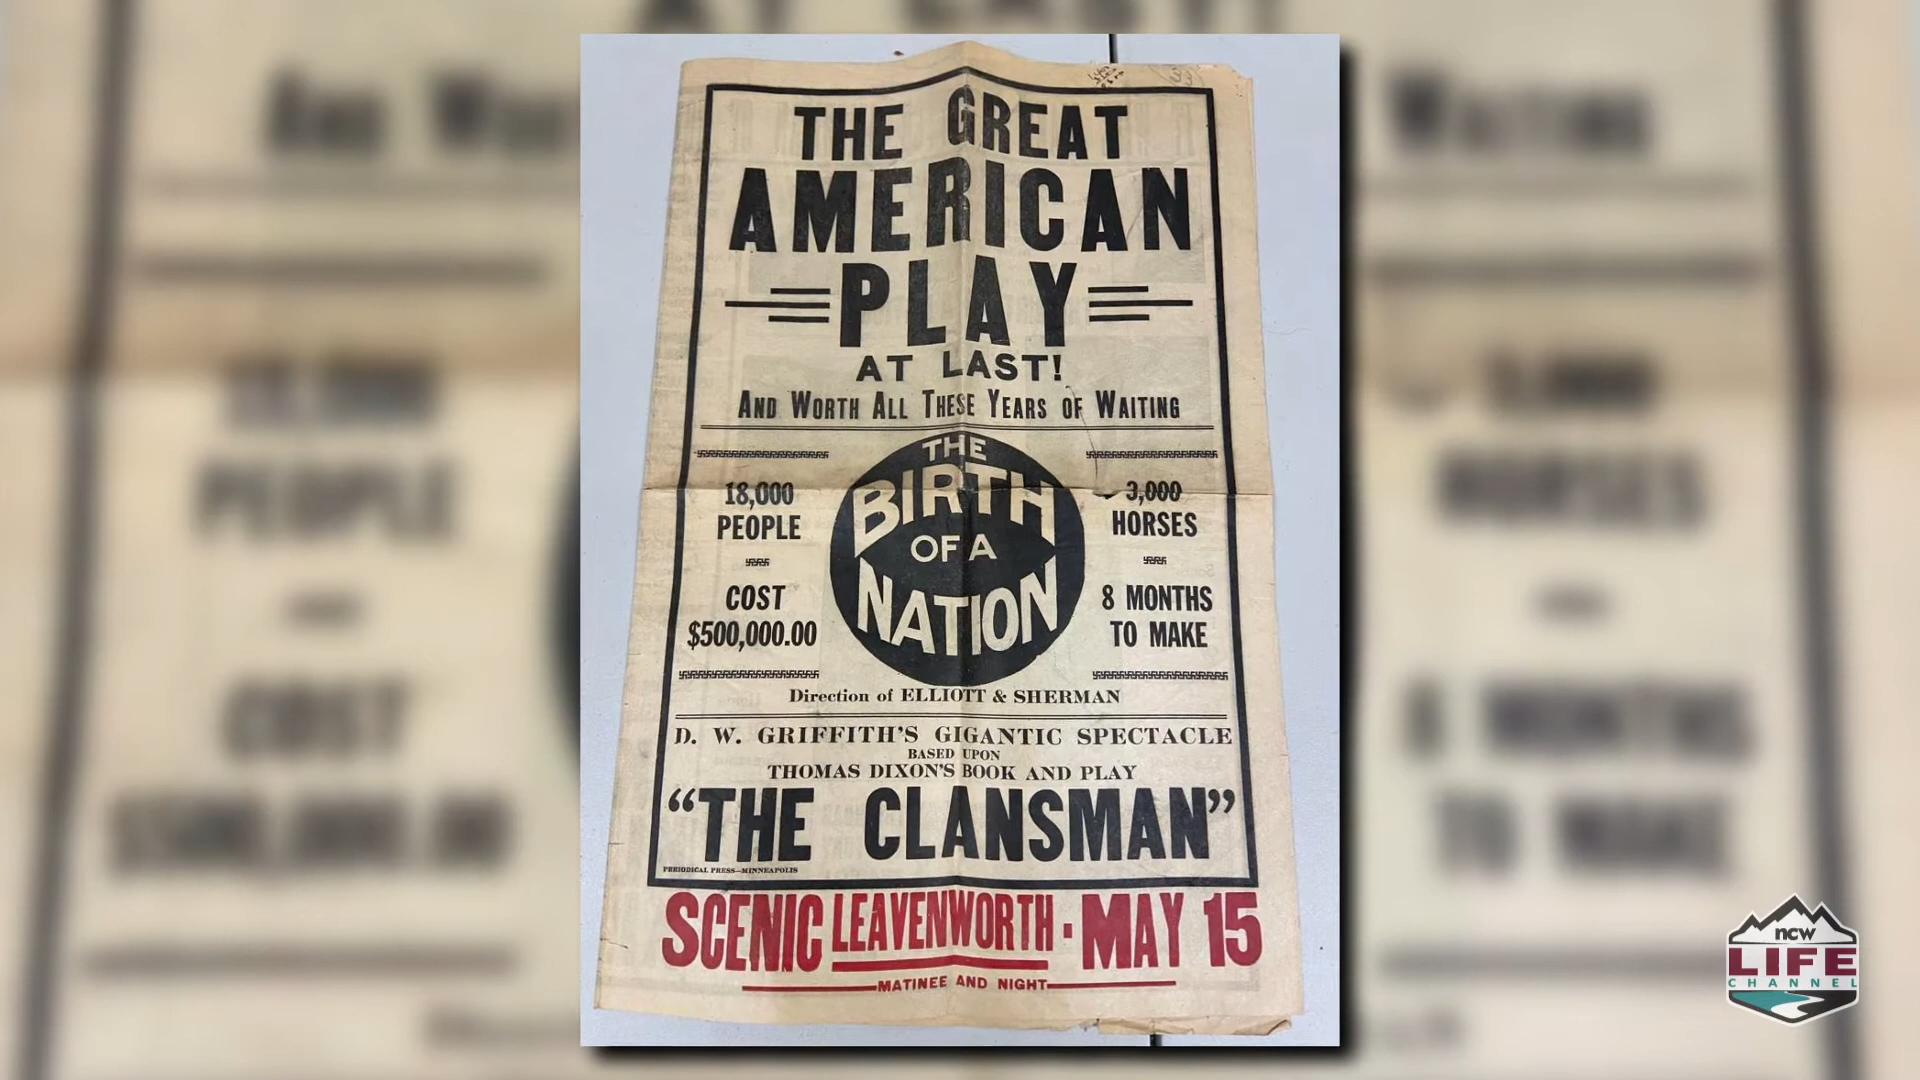 THE GREAT
AMERICAN
PLAY
AT LAST!
AND WORTH ALL THESE YEARS OF WAITING
THE
BIRTH
OF A
NATION
18,000
PEOPLE
COST
$500,000.00
3,000
HORSES
8 MONTHS
TO MAKE
Direction of ELLIOTT & SHERMAN
D. W. GRIFFITH'S GIGANTIC SPECTACLE
BASED UPON
THOMAS DIXON'S BOOK AND PLAY
"THE CLANSMAN"
PERIODICAL PRESS—MINNEAPOLIS
SCENIC LEAVENWORTH · MAY 15
MATINEE AND NIGHT
ncw
LIFE
CHANNEL